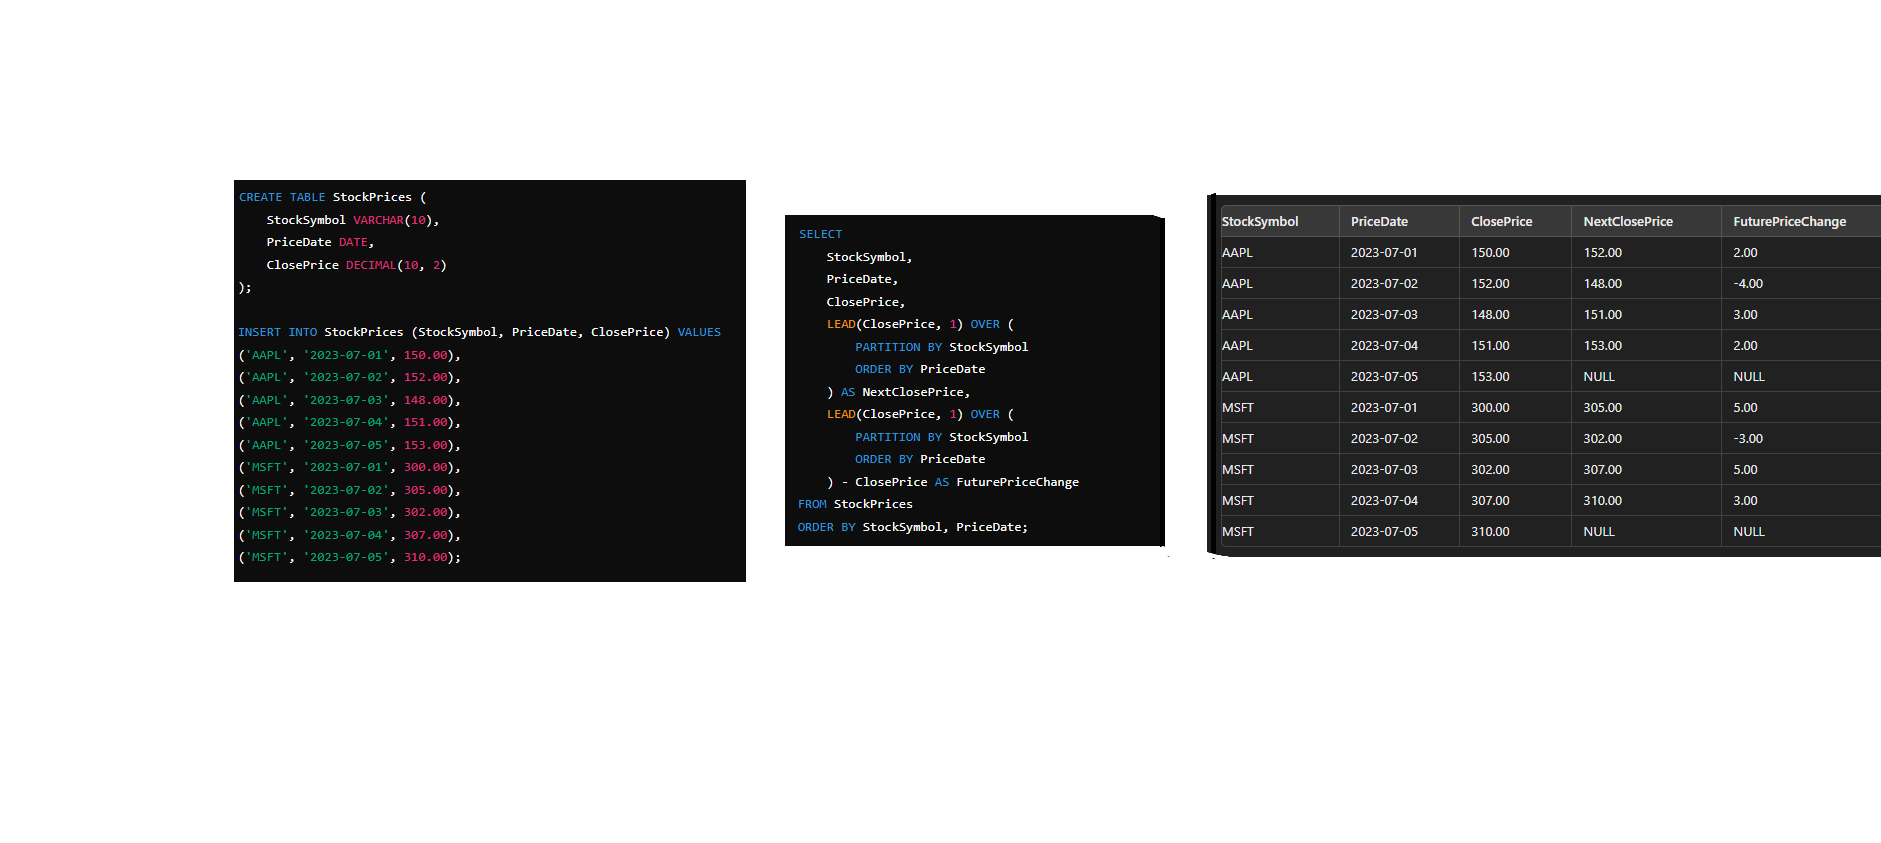 CREATE TABLE StockPrices (
    StockSymbol VARCHAR(10),
    PriceDate DATE,
    ClosePrice DECIMAL(10, 2)
);
INSERT INTO StockPrices (StockSymbol, PriceDate, ClosePrice) VALUES
('AAPL', '2023-07-01', 150.00),
('AAPL', '2023-07-02', 152.00),
('AAPL', '2023-07-03', 148.00),
('AAPL', '2023-07-04', 151.00),
('AAPL', '2023-07-05', 153.00),
('MSFT', '2023-07-01', 300.00),
('MSFT', '2023-07-02', 305.00),
('MSFT', '2023-07-03', 302.00),
('MSFT', '2023-07-04', 307.00),
('MSFT', '2023-07-05', 310.00);
SELECT
    StockSymbol,
    PriceDate,
    ClosePrice,
    LEAD(ClosePrice, 1) OVER (
        PARTITION BY StockSymbol
        ORDER BY PriceDate
    ) AS NextClosePrice,
    LEAD(ClosePrice, 1) OVER (
        PARTITION BY StockSymbol
        ORDER BY PriceDate
    ) - ClosePrice AS FuturePriceChange
FROM StockPrices
ORDER BY StockSymbol, PriceDate;
StockSymbol PriceDate ClosePrice NextClosePrice FuturePriceChange
AAPL 2023-07-01 150.00 152.00 2.00
AAPL 2023-07-02 152.00 148.00 -4.00
AAPL 2023-07-03 148.00 151.00 3.00
AAPL 2023-07-04 151.00 153.00 2.00
AAPL 2023-07-05 153.00 NULL NULL
MSFT 2023-07-01 300.00 305.00 5.00
MSFT 2023-07-02 305.00 302.00 -3.00
MSFT 2023-07-03 302.00 307.00 5.00
MSFT 2023-07-04 307.00 310.00 3.00
MSFT 2023-07-05 310.00 NULL NULL